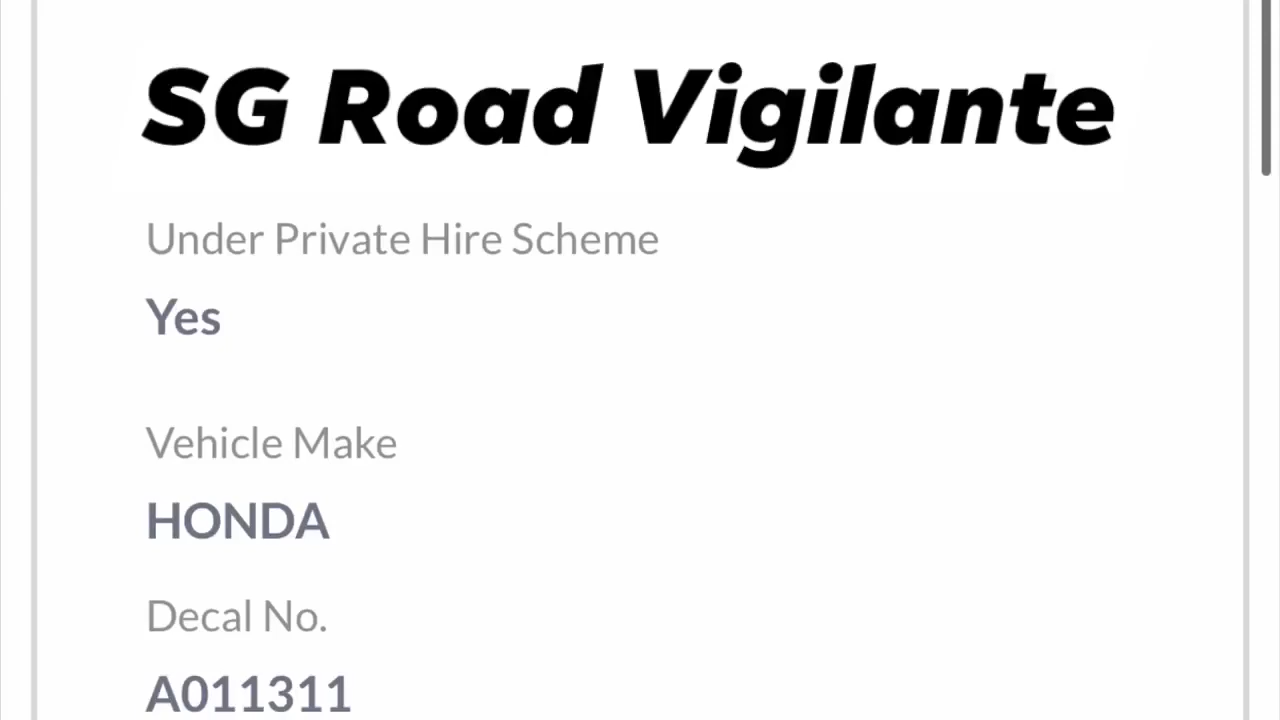 SG Road Vigilante
Under Private Hire Scheme
Yes
Vehicle Make
HONDA
Decal No.
A011311